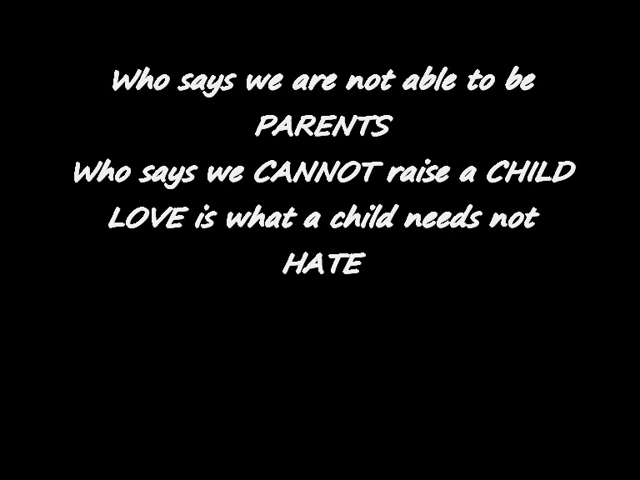 Who says we are not able to be
PARENTS
Who says we CANNOT raise a CHILD
LOVE is what a child needs not
HATE